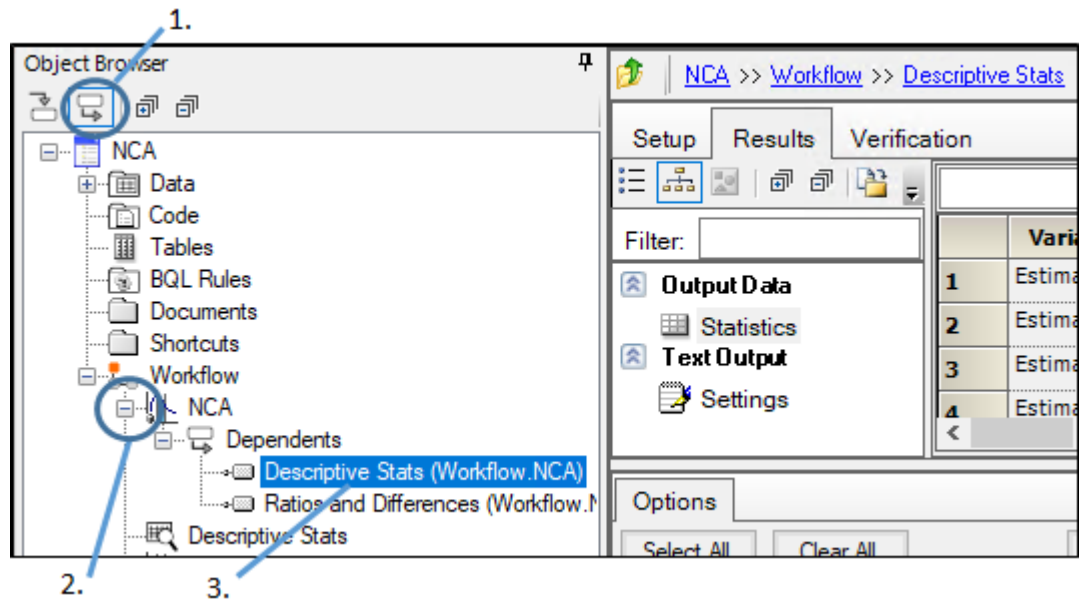 1.
Object Browser
NCA >> Workflow >> Descriptive Stats
Setup Results Verification
NCA
Data
Code
Tables
BQL Rules
Documents
Shortcuts
Workflow
NCA
Dependents
Descriptive Stats (Workflow.NCA)
Ratios and Differences (Workflow.N
Descriptive Stats
Filter:
Output Data
Statistics
Text Output
Settings
Varia
1 Estima
2 Estima
3 Estima
4 Estima
Options
Select All Clear All
2.
3.